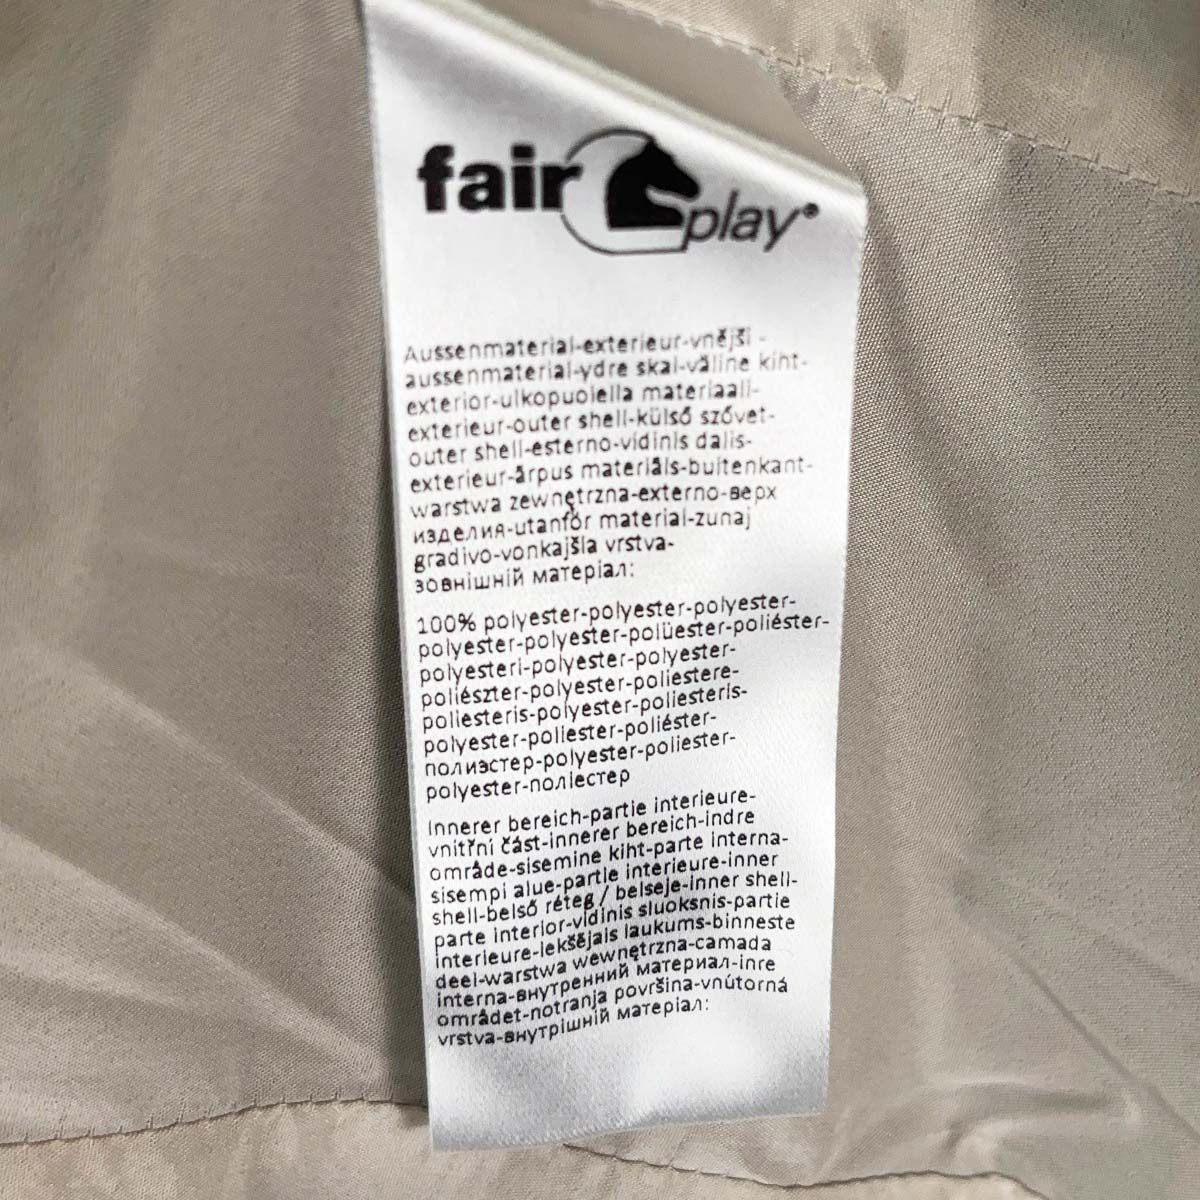 fair play®
Aussenmaterial-exterieur-vnější -
aussenmaterial-ydre skal-väline kiht-
exterior-ulkopuolella materiaali-
exterieur-outer shell-külső szővet-
outer shell-esterno-vidinis dalis-
exterieur-ārpus materiāls-buitenkant-
warstwa zewnętrzna-externo-верх
изделия-utanför material-zunaj
gradivo-vonkajšia vrstva-
зовнішній матеріал:
100% polyester-polyester-polyester-
polyester-polyester-polüester-poliéster-
polyesteri-polyester-polyester-
poliészter-polyester-poliestere-
poliesteris-polyester-poliesteris-
polyester-poliester-poliéster-
полиэстер-polyester-poliester-
polyester-поліестер
Innerer bereich-partie interieure-
vnitřní část-innerer bereich-indre
område-sisemine kiht-parte interna-
sisempi alue-partie interieure-inner
shell-belső réteg / belseje-inner shell-
parte interior-vidinis sluoksnis-partie
interieure-iekšējais laukums-binneste
deel-warstwa wewnętrzna-camada
interna-внутренний материал-inre
området-notranja površina-vnútorná
vrstva-внутрішній матеріал: